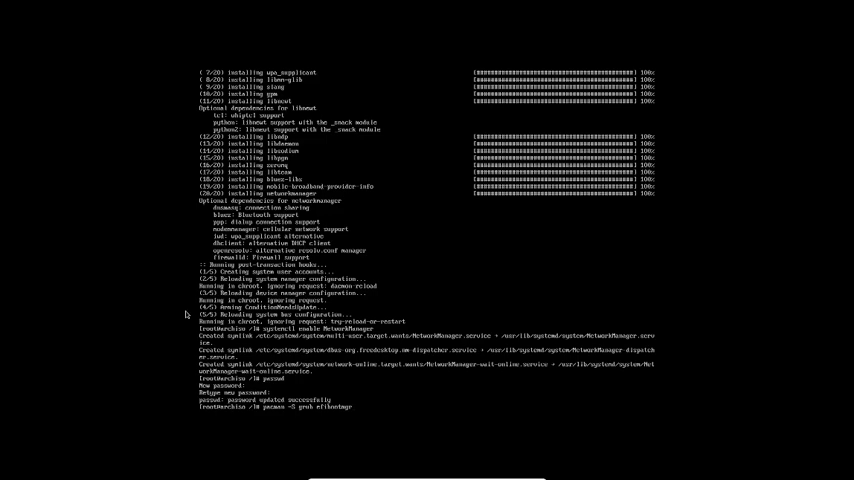 ( 7/20) installing wpa_supplicant [################################] 100%
( 8/20) installing libmm-glib [################################] 100%
( 9/20) installing slang [################################] 100%
(10/20) installing gpm [################################] 100%
(11/20) installing libnewt [################################] 100%
Optional dependencies for libnewt
tcl: whiptcl support
python: libnewt support with the _snack module
python2: libnewt support with the _snack module
(12/20) installing libndp [################################] 100%
(13/20) installing libdaemon [################################] 100%
(14/20) installing libsodium [################################] 100%
(15/20) installing libpgm [################################] 100%
(16/20) installing zeromq [################################] 100%
(17/20) installing libteam [################################] 100%
(18/20) installing bluez-libs [################################] 100%
(19/20) installing mobile-broadband-provider-info [################################] 100%
(20/20) installing networkmanager [################################] 100%
Optional dependencies for networkmanager
dnsmasq: connection sharing
bluez: Bluetooth support
ppp: dialup connection support
modemmanager: cellular network support
iwd: wpa_supplicant alternative
dhclient: alternative DHCP client
openresolv: alternative resolv.conf manager
firewalld: Firewall support
:: Running post-transaction hooks...
(1/5) Creating system user accounts...
(2/5) Reloading system manager configuration...
Running in chroot, ignoring request: daemon-reload
(3/5) Reloading device manager configuration...
Running in chroot, ignoring request.
(4/5) Arming ConditionNeedsUpdate...
(5/5) Reloading system bus configuration...
Running in chroot, ignoring request: try-reload-or-restart
[root@archiso /]# systemctl enable NetworkManager
Created symlink /etc/systemd/system/multi-user.target.wants/NetworkManager.service → /usr/lib/systemd/system/NetworkManager.serv
ice.
Created symlink /etc/systemd/system/dbus-org.freedesktop.nm-dispatcher.service → /usr/lib/systemd/system/NetworkManager-dispatch
er.service.
Created symlink /etc/systemd/system/network-online.target.wants/NetworkManager-wait-online.service → /usr/lib/systemd/system/Net
workManager-wait-online.service.
[root@archiso /]# passwd
New password:
Retype new password:
passwd: password updated successfully
[root@archiso /]# pacman -S grub efibootmgr